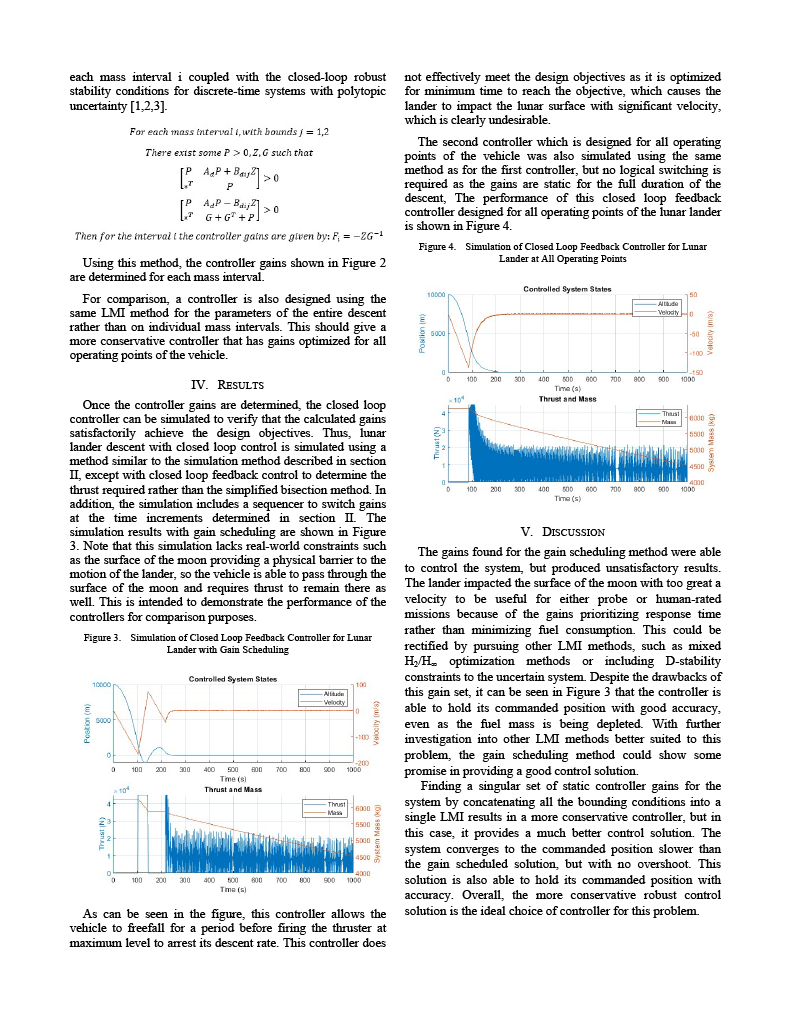 each mass interval i coupled with the closed-loop robust
stability conditions for discrete-time systems with polytopic
uncertainty [1,2,3].
For each mass interval i, with bounds j = 1,2
There exist some P > 0, Z, G such that
[P A_dP + B_dijZ
*^T P] > 0
[P A_dP − B_dijZ
*^T G + G^T + P] > 0
Then for the interval i the controller gains are given by: F_i = −ZG^−1
Using this method, the controller gains shown in Figure 2
are determined for each mass interval.
For comparison, a controller is also designed using the
same LMI method for the parameters of the entire descent
rather than on individual mass intervals. This should give a
more conservative controller that has gains optimized for all
operating points of the vehicle.
IV. RESULTS
Once the controller gains are determined, the closed loop
controller can be simulated to verify that the calculated gains
satisfactorily achieve the design objectives. Thus, lunar
lander descent with closed loop control is simulated using a
method similar to the simulation method described in section
II, except with closed loop feedback control to determine the
thrust required rather than the simplified bisection method. In
addition, the simulation includes a sequencer to switch gains
at the time increments determined in section II. The
simulation results with gain scheduling are shown in Figure
3. Note that this simulation lacks real-world constraints such
as the surface of the moon providing a physical barrier to the
motion of the lander, so the vehicle is able to pass through the
surface of the moon and requires thrust to remain there as
well. This is intended to demonstrate the performance of the
controllers for comparison purposes.
Figure 3. Simulation of Closed Loop Feedback Controller for Lunar
Lander with Gain Scheduling
Controlled System States
10000
5000
0
Position (m)
Altitude
Velocity
100
0
-100
-200
Velocity (m/s)
0 100 200 300 400 500 600 700 800 900 1000
Time (s)
Thrust and Mass
× 10^4
4
3
2
1
0
Thrust (N)
Thrust
Mass
6000
5500
5000
4500
4000
System Mass (kg)
0 100 200 300 400 500 600 700 800 900 1000
Time (s)
As can be seen in the figure, this controller allows the
vehicle to freefall for a period before firing the thruster at
maximum level to arrest its descent rate. This controller does
not effectively meet the design objectives as it is optimized
for minimum time to reach the objective, which causes the
lander to impact the lunar surface with significant velocity,
which is clearly undesirable.
The second controller which is designed for all operating
points of the vehicle was also simulated using the same
method as for the first controller, but no logical switching is
required as the gains are static for the full duration of the
descent, The performance of this closed loop feedback
controller designed for all operating points of the lunar lander
is shown in Figure 4.
Figure 4. Simulation of Closed Loop Feedback Controller for Lunar
Lander at All Operating Points
Controlled System States
10000
5000
0
Position (m)
Altitude
Velocity
50
0
-50
-100
-150
Velocity (m/s)
0 100 200 300 400 500 600 700 800 900 1000
Time (s)
Thrust and Mass
× 10^4
4
3
2
1
0
Thrust (N)
Thrust
Mass
6000
5500
5000
4500
4000
System Mass (kg)
0 100 200 300 400 500 600 700 800 900 1000
Time (s)
V. DISCUSSION
The gains found for the gain scheduling method were able
to control the system, but produced unsatisfactory results.
The lander impacted the surface of the moon with too great a
velocity to be useful for either probe or human-rated
missions because of the gains prioritizing response time
rather than minimizing fuel consumption. This could be
rectified by pursuing other LMI methods, such as mixed
H₂/H∞ optimization methods or including D-stability
constraints to the uncertain system. Despite the drawbacks of
this gain set, it can be seen in Figure 3 that the controller is
able to hold its commanded position with good accuracy,
even as the fuel mass is being depleted. With further
investigation into other LMI methods better suited to this
problem, the gain scheduling method could show some
promise in providing a good control solution.
Finding a singular set of static controller gains for the
system by concatenating all the bounding conditions into a
single LMI results in a more conservative controller, but in
this case, it provides a much better control solution. The
system converges to the commanded position slower than
the gain scheduled solution, but with no overshoot. This
solution is also able to hold its commanded position with
accuracy. Overall, the more conservative robust control
solution is the ideal choice of controller for this problem.